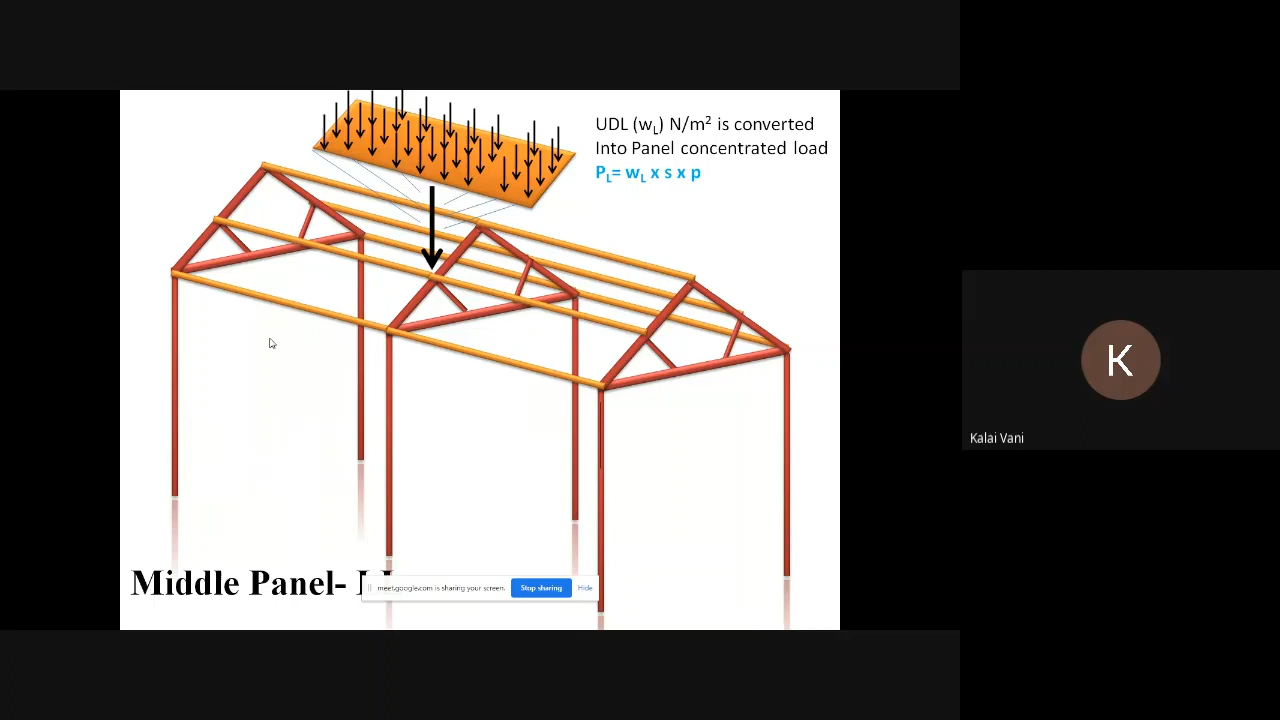 UDL (wL) N/m² is converted
Into Panel concentrated load
PL= wL x s x p
K
Kalai Vani
Middle Panel-
meet.google.com is sharing your screen.
Stop sharing
Hide